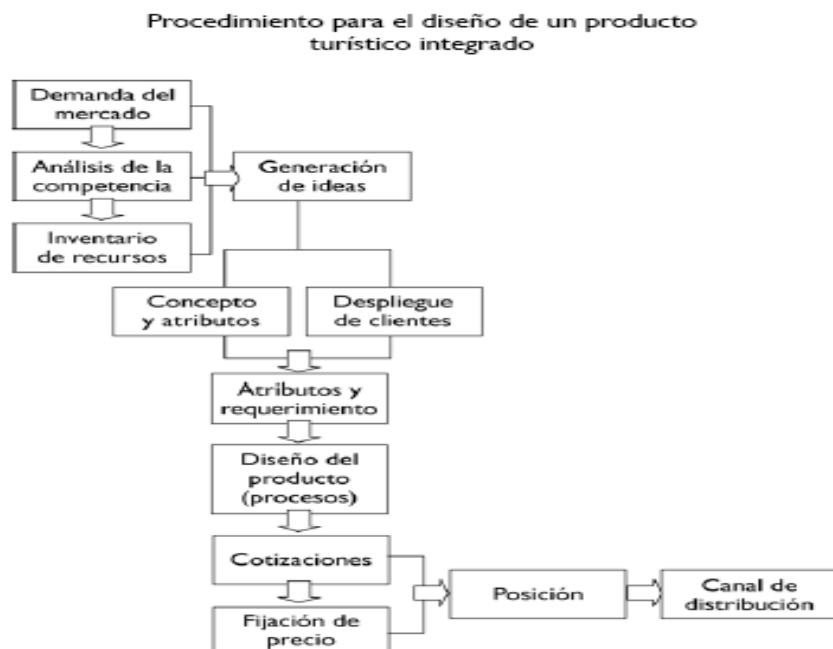 Procedimiento para el diseño de un producto
turístico integrado
Demanda del
mercado
Análisis de la
competencia
Generación
de ideas
Inventario
de recursos
Concepto
y atributos
Despliegue
de clientes
Atributos y
requerimiento
Diseño del
producto
(procesos)
Cotizaciones
Posición
Canal de
distribución
Fijación de
precio